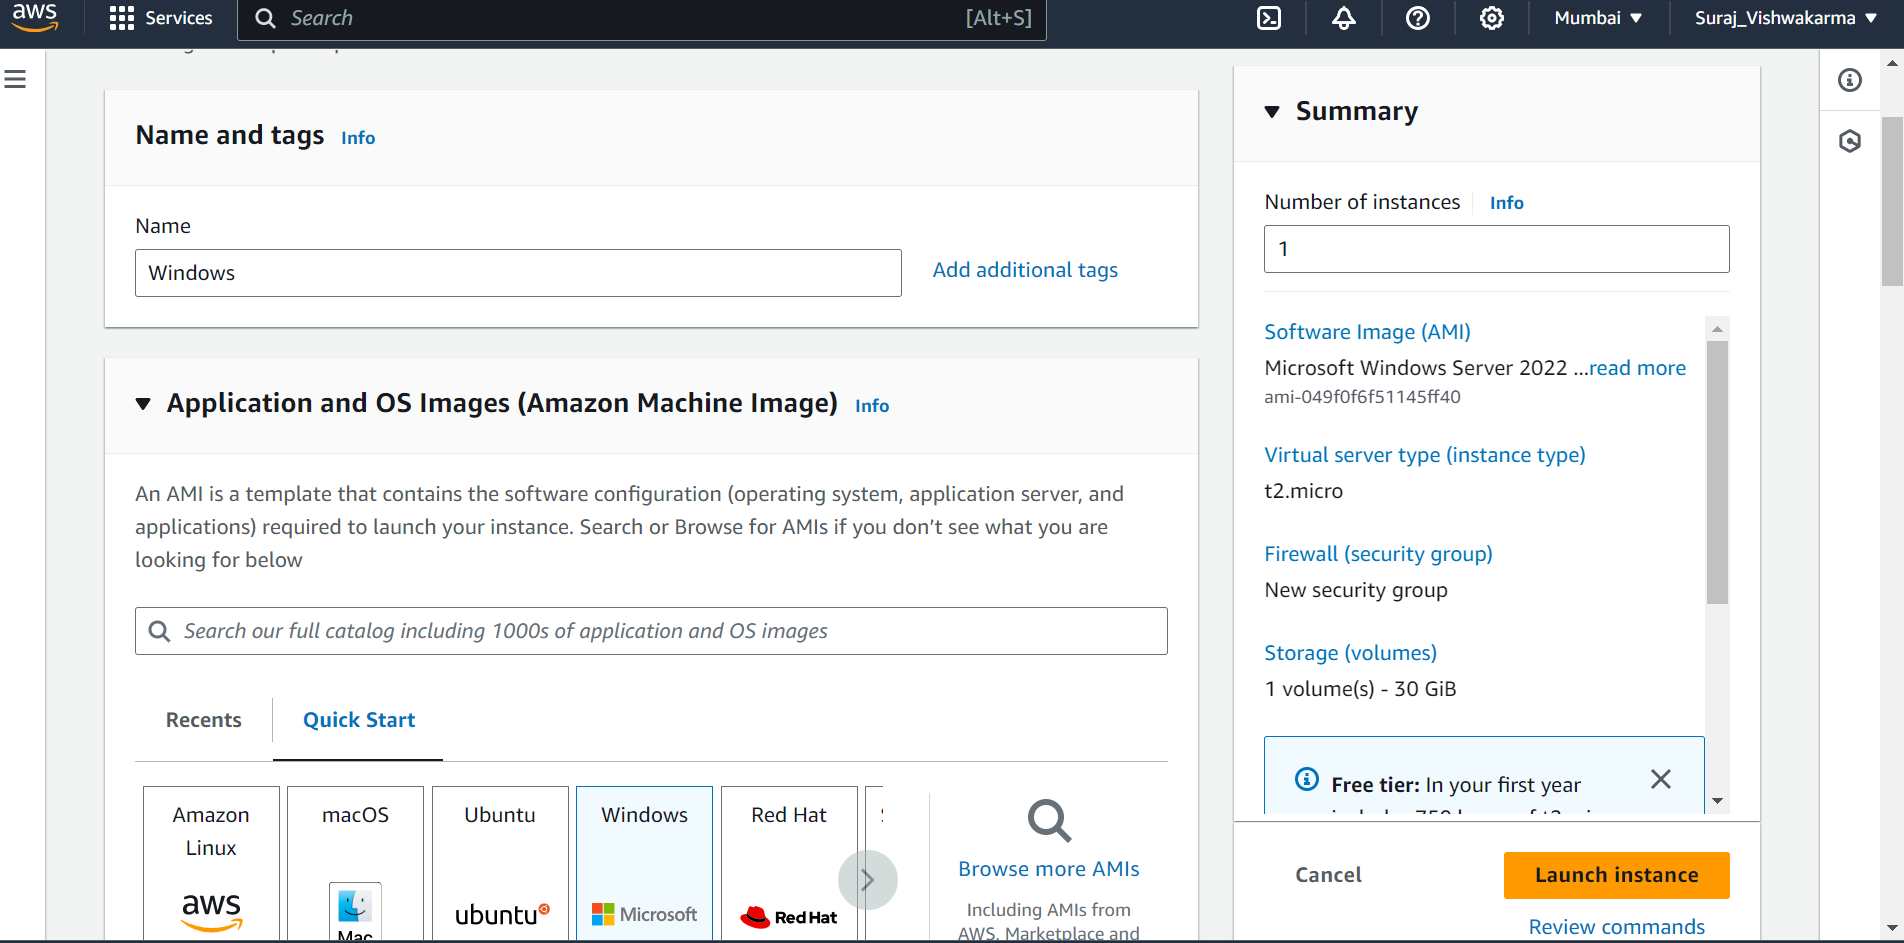 aws
Services
Search
[Alt+S]
Mumbai
Suraj_Vishwakarma
Name and tags Info
Name
Windows
Add additional tags
Application and OS Images (Amazon Machine Image) Info
An AMI is a template that contains the software configuration (operating system, application server, and
applications) required to launch your instance. Search or Browse for AMIs if you don’t see what you are
looking for below
Search our full catalog including 1000s of application and OS images
Recents
Quick Start
Amazon
Linux
aws
macOS
Mac
Ubuntu
ubuntu
Windows
Microsoft
Red Hat
Red Hat
Browse more AMIs
Including AMIs from
AWS, Marketplace and
Summary
Number of instances Info
1
Software Image (AMI)
Microsoft Windows Server 2022 ...read more
ami-049f0f6f51145ff40
Virtual server type (instance type)
t2.micro
Firewall (security group)
New security group
Storage (volumes)
1 volume(s) - 30 GiB
Free tier: In your first year
Cancel
Launch instance
Review commands